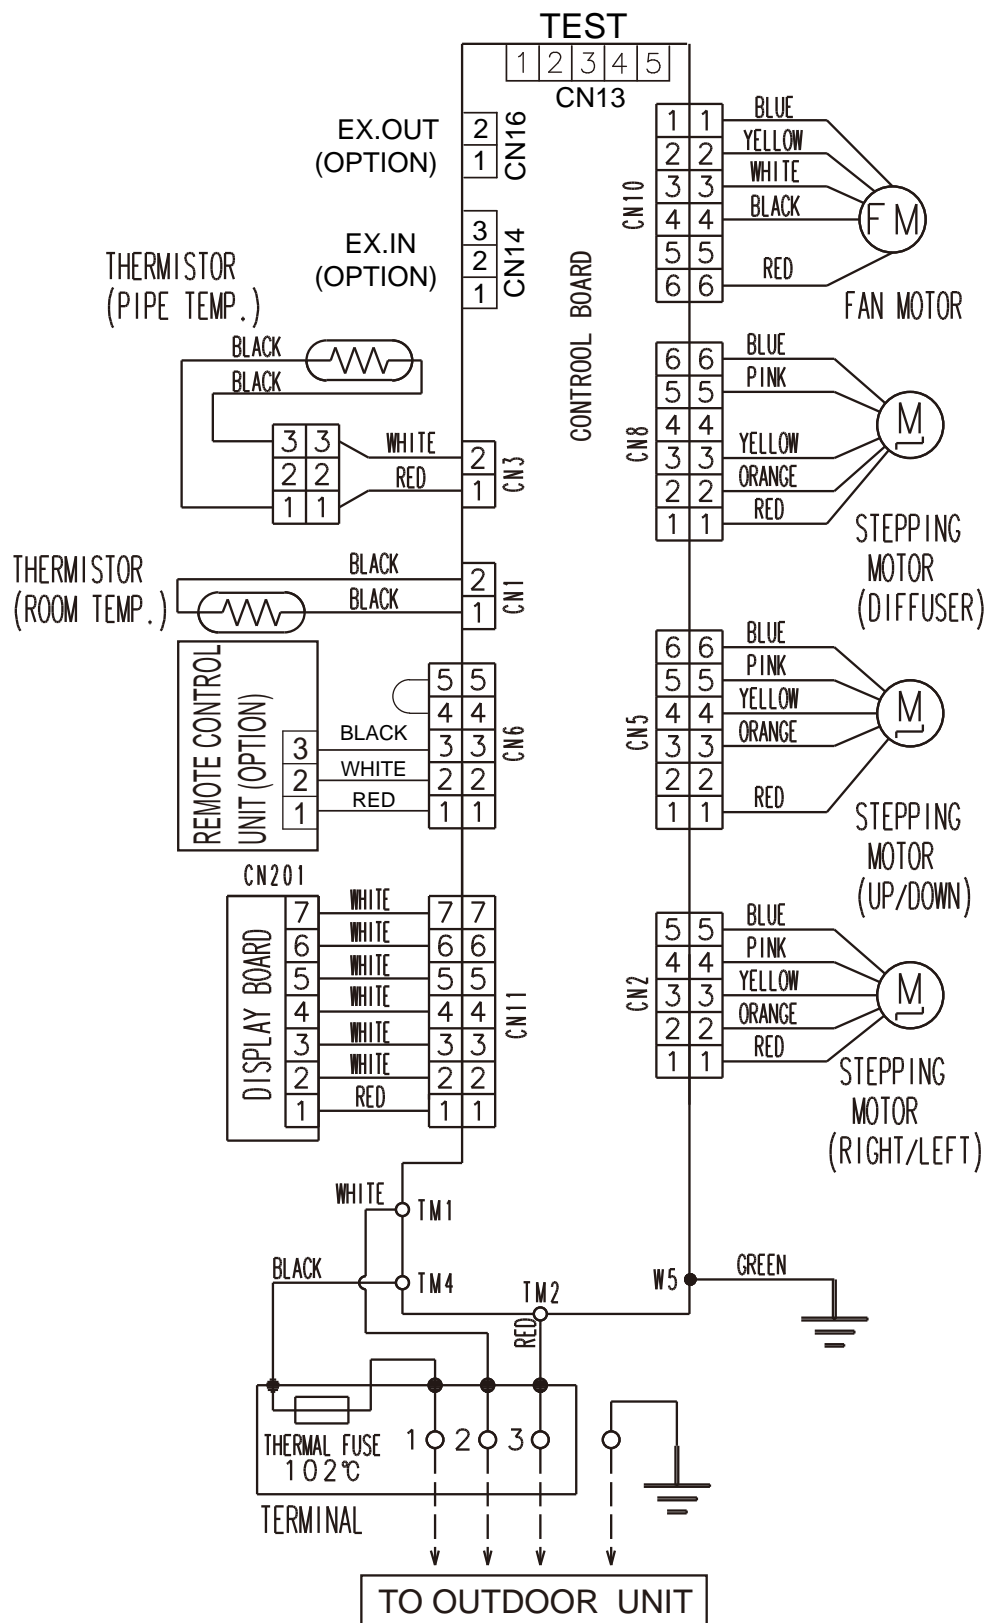 TEST
1 2 3 4 5
CN13
EX.OUT
(OPTION)
2
1
CN16
EX.IN
(OPTION)
3
2
1
CN14
CONTROOL BOARD
THERMISTOR
(PIPE TEMP.)
BLACK
BLACK
3 3
2 2
1 1
WHITE
RED
2
1
CN3
THERMISTOR
(ROOM TEMP.)
BLACK
BLACK
2
1
CN1
REMOTE CONTROL
UNIT (OPTION)
3
2
1
BLACK
WHITE
RED
5 5
4 4
3 3
2 2
1 1
CN6
CN201
DISPLAY BOARD
7 WHITE 7 7
6 WHITE 6 6
5 WHITE 5 5
4 WHITE 4 4
3 WHITE 3 3
2 WHITE 2 2
1 RED 1 1
CN11
CN10
1 1 BLUE
2 2 YELLOW
3 3 WHITE
4 4 BLACK
5 5
6 6 RED
F M
FAN MOTOR
CN8
6 6 BLUE
5 5 PINK
4 4
3 3 YELLOW
2 2 ORANGE
1 1 RED
M
STEPPING
MOTOR
(DIFFUSER)
CN5
6 6 BLUE
5 5 PINK
4 4 YELLOW
3 3 ORANGE
2 2
1 1 RED
M
STEPPING
MOTOR
(UP/DOWN)
CN2
5 5 BLUE
4 4 PINK
3 3 YELLOW
2 2 ORANGE
1 1 RED
M
STEPPING
MOTOR
(RIGHT/LEFT)
WHITE TM1
BLACK TM4
TM2
RED
W5 GREEN
THERMAL FUSE
102℃
1 2 3
TERMINAL
TO OUTDOOR UNIT